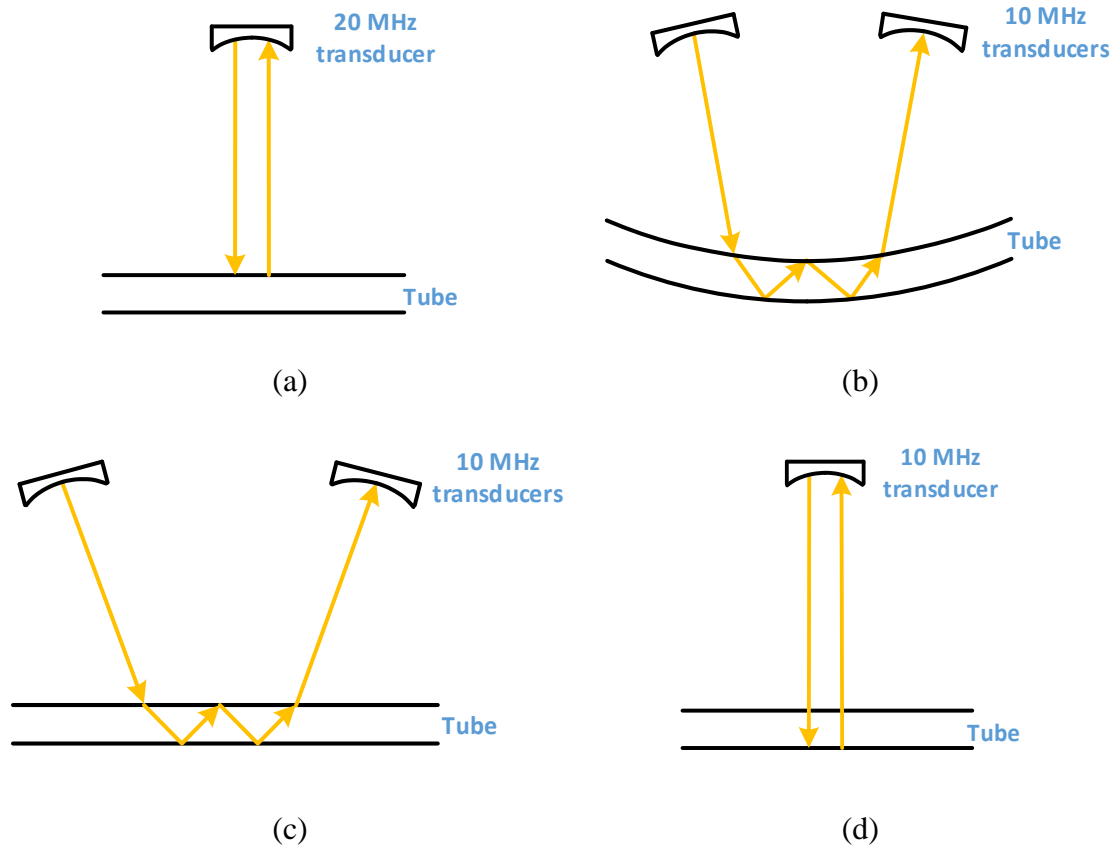 20 MHz
transducer
Tube
(a)
10 MHz
transducers
Tube
(b)
10 MHz
transducers
Tube
(c)
10 MHz
transducer
Tube
(d)